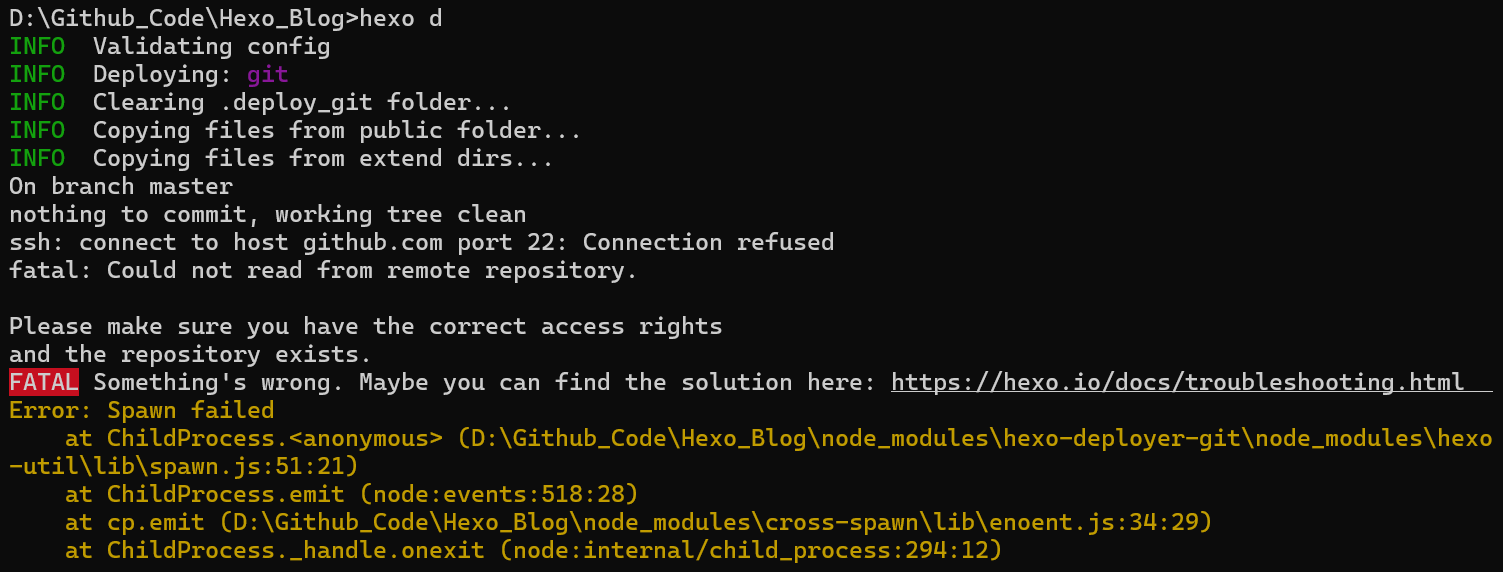 D:\Github_Code\Hexo_Blog>hexo d
INFO  Validating config
INFO  Deploying: git
INFO  Clearing .deploy_git folder...
INFO  Copying files from public folder...
INFO  Copying files from extend dirs...
On branch master
nothing to commit, working tree clean
ssh: connect to host github.com port 22: Connection refused
fatal: Could not read from remote repository.

Please make sure you have the correct access rights
and the repository exists.
FATAL Something's wrong. Maybe you can find the solution here: https://hexo.io/docs/troubleshooting.html
Error: Spawn failed
    at ChildProcess.<anonymous> (D:\Github_Code\Hexo_Blog\node_modules\hexo-deployer-git\node_modules\hexo
-util\lib\spawn.js:51:21)
    at ChildProcess.emit (node:events:518:28)
    at cp.emit (D:\Github_Code\Hexo_Blog\node_modules\cross-spawn\lib\enoent.js:34:29)
    at ChildProcess._handle.onexit (node:internal/child_process:294:12)